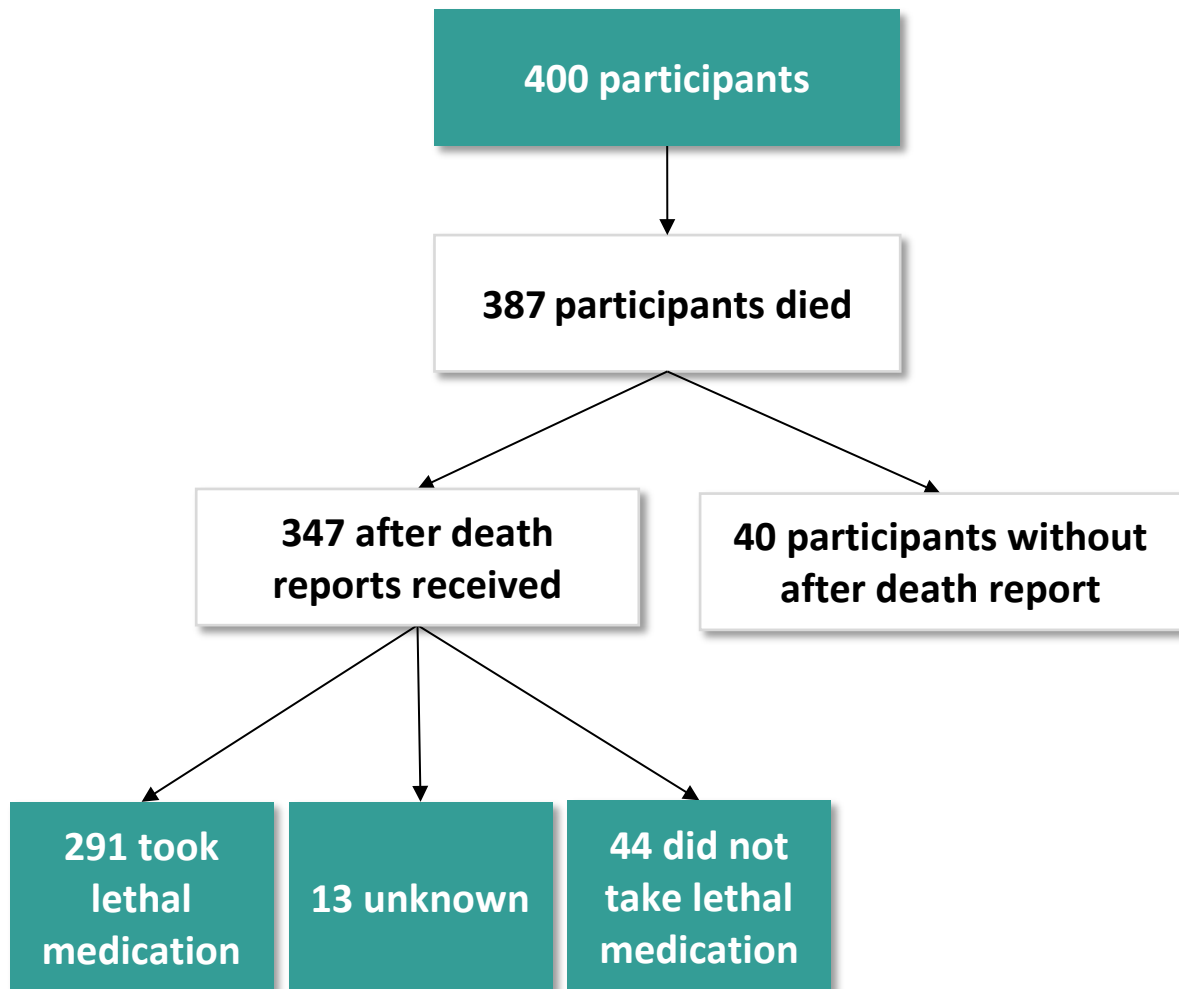 400 participants
387 participants died
347 after death
reports received
40 participants without
after death report
291 took
lethal
medication
13 unknown
44 did not
take lethal
medication